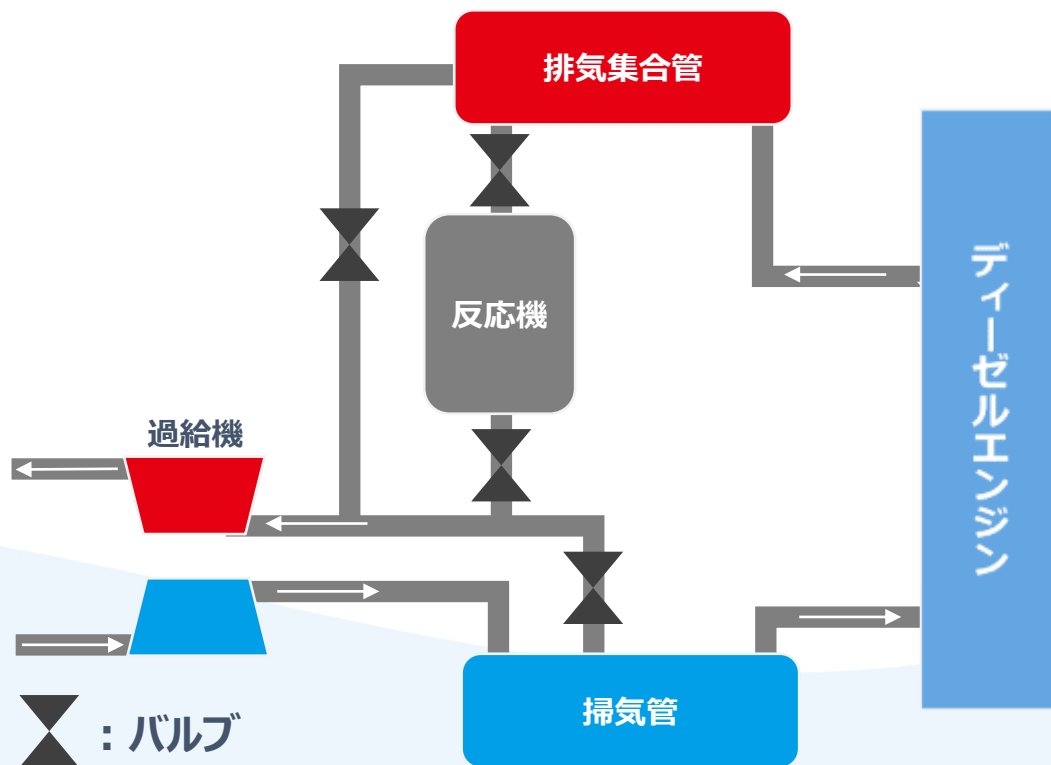 排気集合管
反応機
ディーゼルエンジン
過給機
掃気管
：バルブ